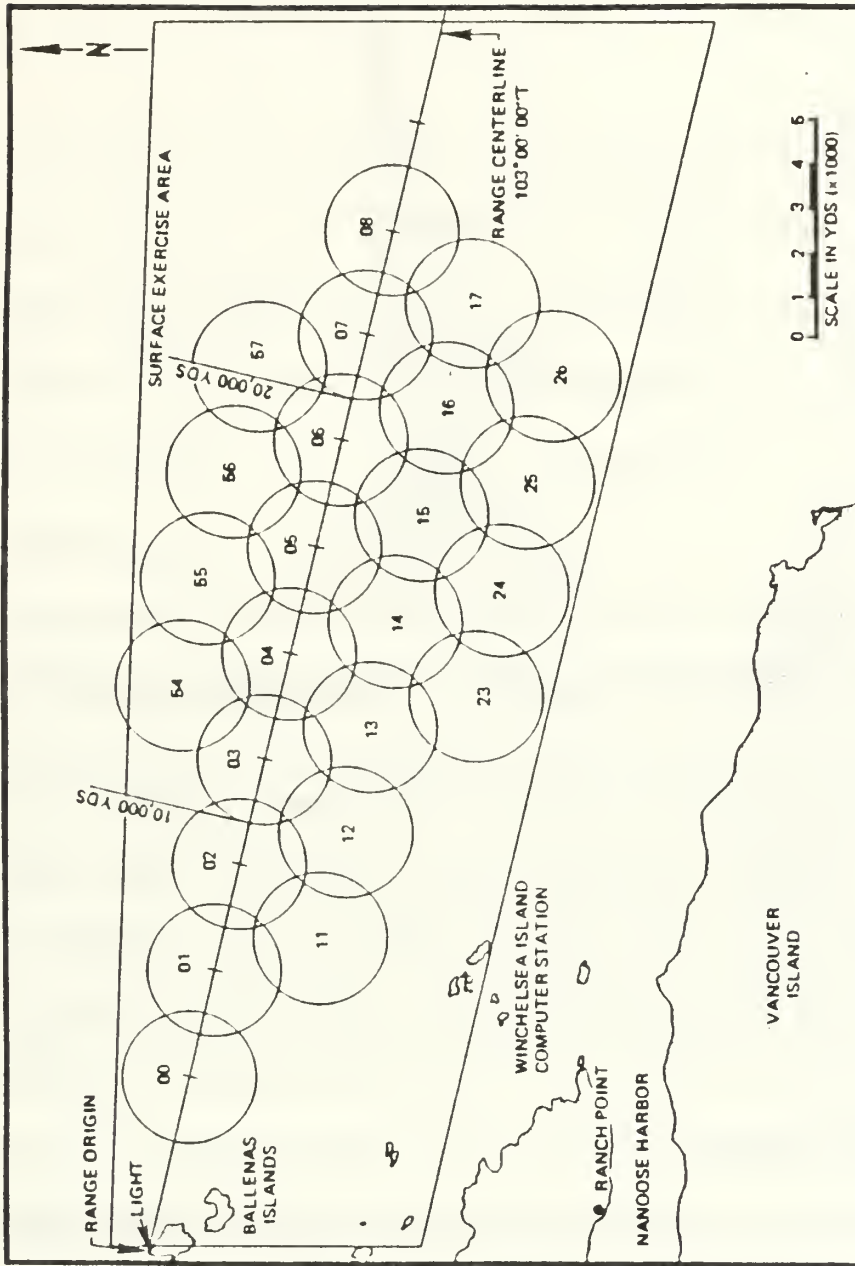 N
SURFACE EXERCISE AREA
RANGE ORIGIN
LIGHT
BALLENAS
ISLANDS
10,000 YDS
20,000 YDS
00
01
02
03
04
05
06
07
08
54
55
56
57
11
12
13
14
15
16
17
23
24
25
26
RANGE CENTERLINE
103° 00' 00"T
WINCHELSEA ISLAND
COMPUTER STATION
RANCH POINT
NANOOSE HARBOR
VANCOUVER
ISLAND
0 1 2 3 4 5
SCALE IN YDS (x1000)